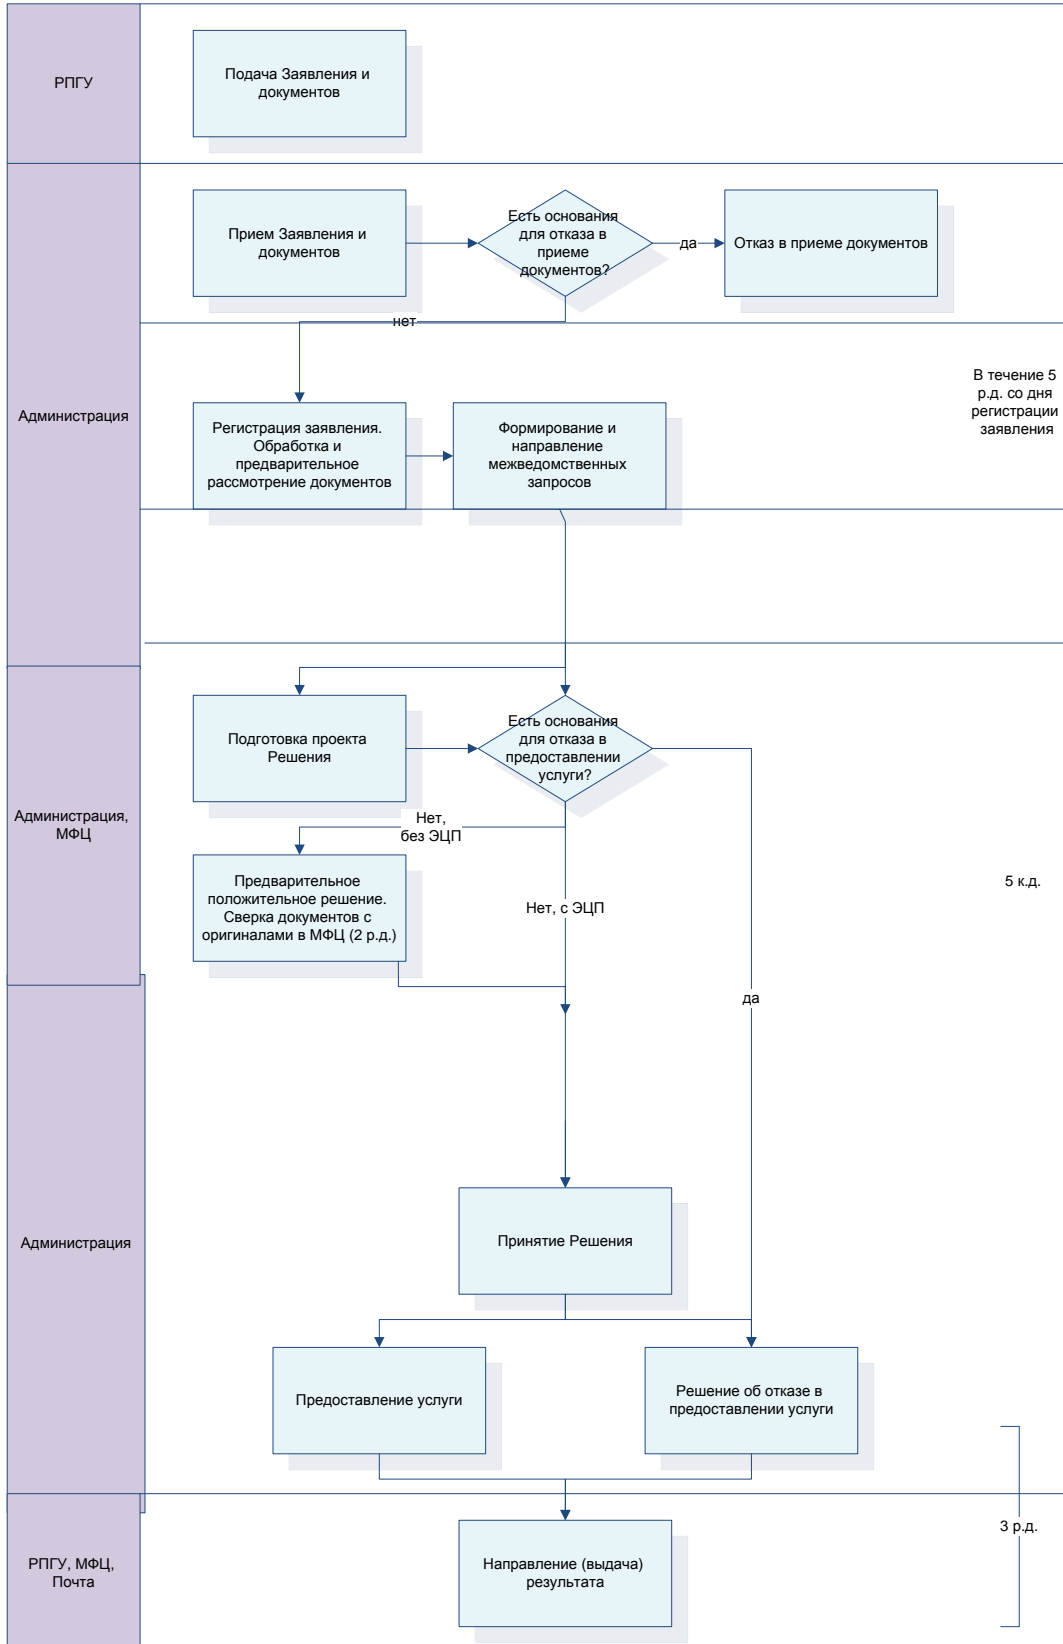 РПГУ
Подача Заявления и
документов
Прием Заявления и
документов
Есть основания
для отказа в
приеме
документов?
да
Отказ в приеме документов
нет
Администрация
В течение 5
р.д. со дня
регистрации
заявления
Регистрация заявления.
Обработка и
предварительное
рассмотрение документов
Формирование и
направление
межведомственных
запросов
Администрация,
МФЦ
Подготовка проекта
Решения
Есть основания
для отказа в
предоставлении
услуги?
Нет,
без ЭЦП
Предварительное
положительное решение.
Сверка документов с
оригиналами в МФЦ (2 р.д.)
Нет, с ЭЦП
5 к.д.
да
Администрация
Принятие Решения
Предоставление услуги
Решение об отказе в
предоставлении услуги
3 р.д.
РПГУ, МФЦ,
Почта
Направление (выдача)
результата